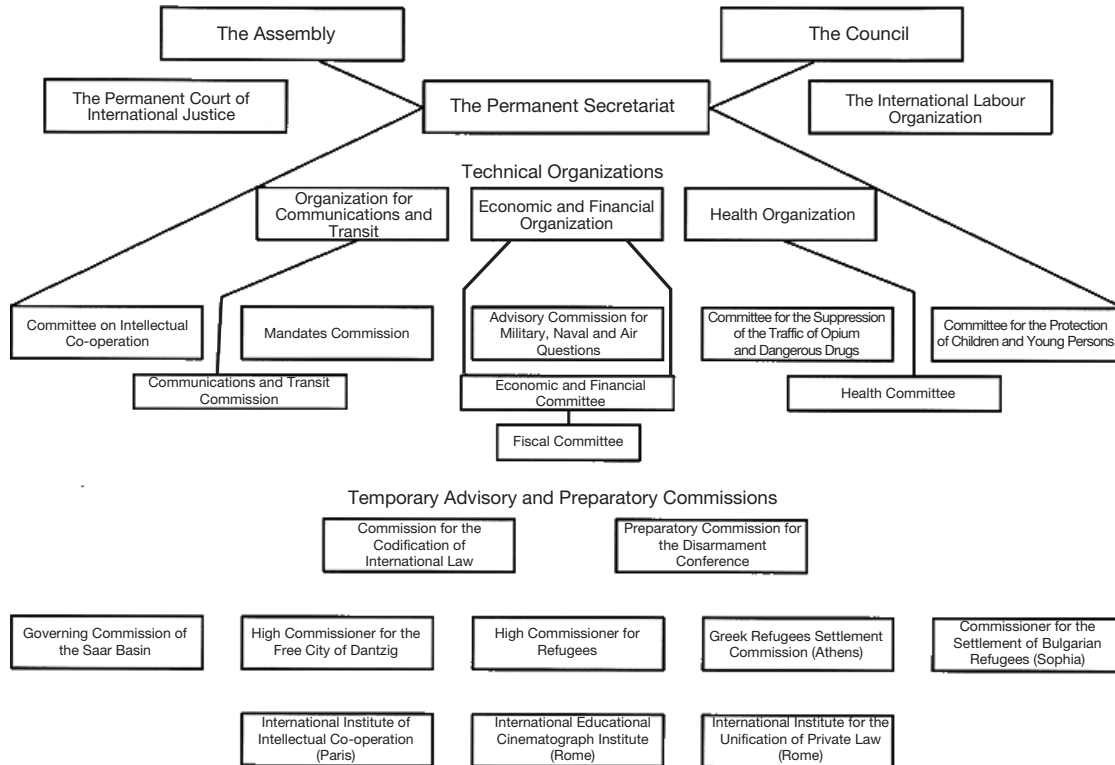 The Assembly
The Council
The Permanent Court of
International Justice
The Permanent Secretariat
The International Labour
Organization
Technical Organizations
Organization for
Communications and
Transit
Economic and Financial
Organization
Health Organization
Committee on Intellectual
Co-operation
Mandates Commission
Advisory Commission for
Military, Naval and Air
Questions
Committee for the Suppression
of the Traffic of Opium
and Dangerous Drugs
Committee for the Protection
of Children and Young Persons
Communications and Transit
Commission
Economic and Financial
Committee
Health Committee
Fiscal Committee
Temporary Advisory and Preparatory Commissions
Commission for the
Codification of
International Law
Preparatory Commission for
the Disarmament
Conference
Governing Commission of
the Saar Basin
High Commissioner for the
Free City of Dantzig
High Commissioner for
Refugees
Greek Refugees Settlement
Commission (Athens)
Commissioner for the
Settlement of Bulgarian
Refugees (Sophia)
International Institute of
Intellectual Co-operation
(Paris)
International Educational
Cinematograph Institute
(Rome)
International Institute for the
Unification of Private Law
(Rome)